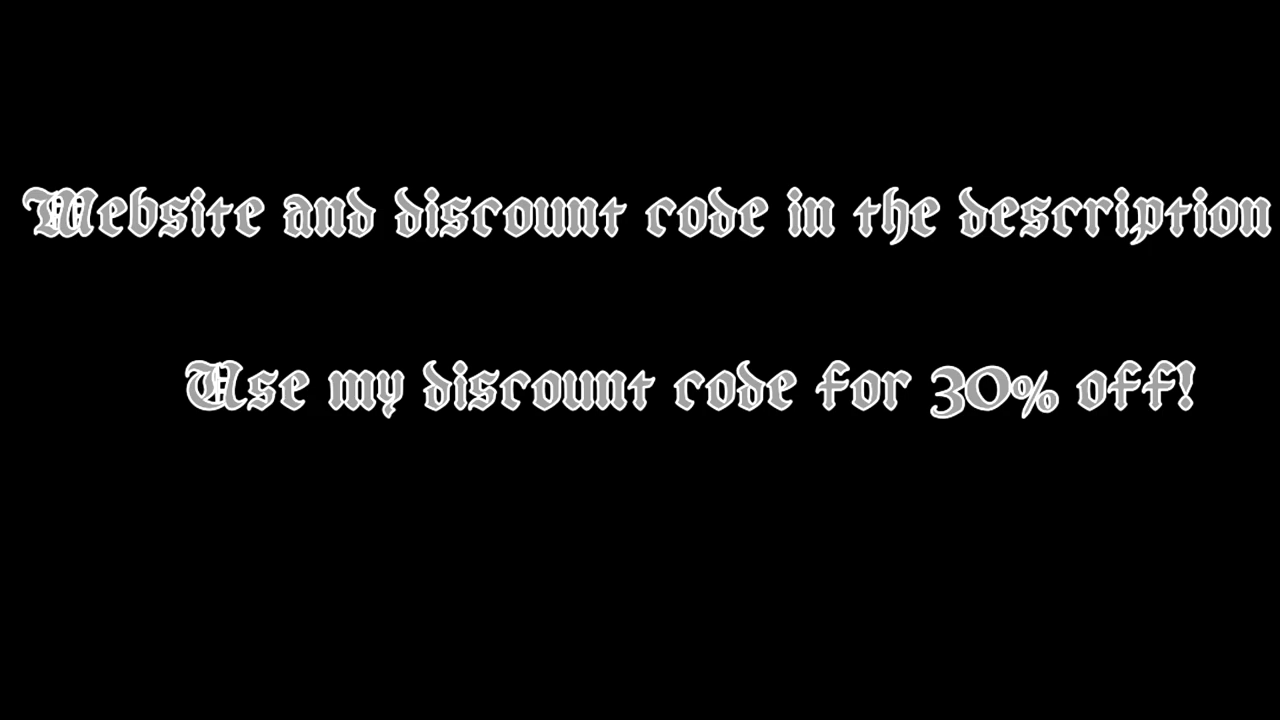 Website and discount code in the description
Use my discount code for 30% off!